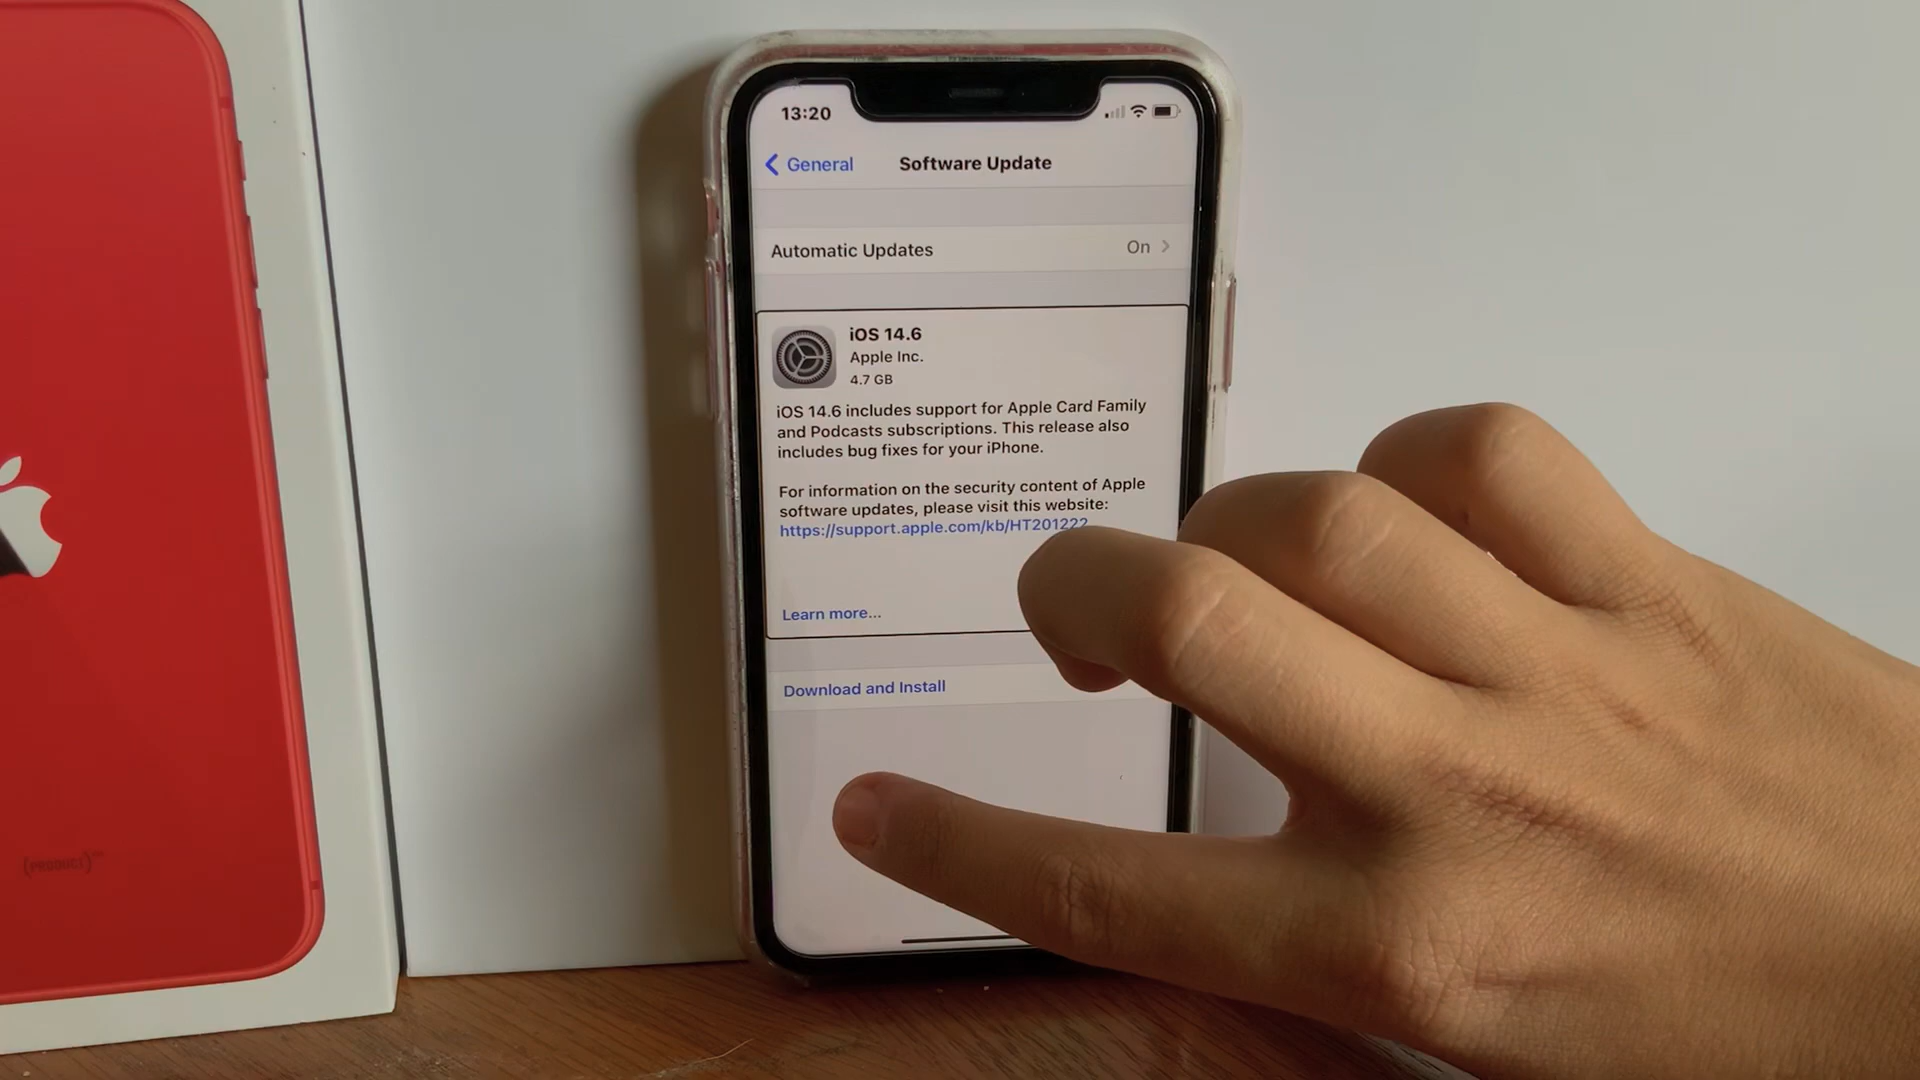 13:20
General
Software Update
Automatic Updates
On
iOS 14.6
Apple Inc.
4.7 GB
iOS 14.6 includes support for Apple Card Family
and Podcasts subscriptions. This release also
includes bug fixes for your iPhone.
For information on the security content of Apple
software updates, please visit this website:
https://support.apple.com/kb/HT201222
Learn more...
Download and Install
(PRODUCT)